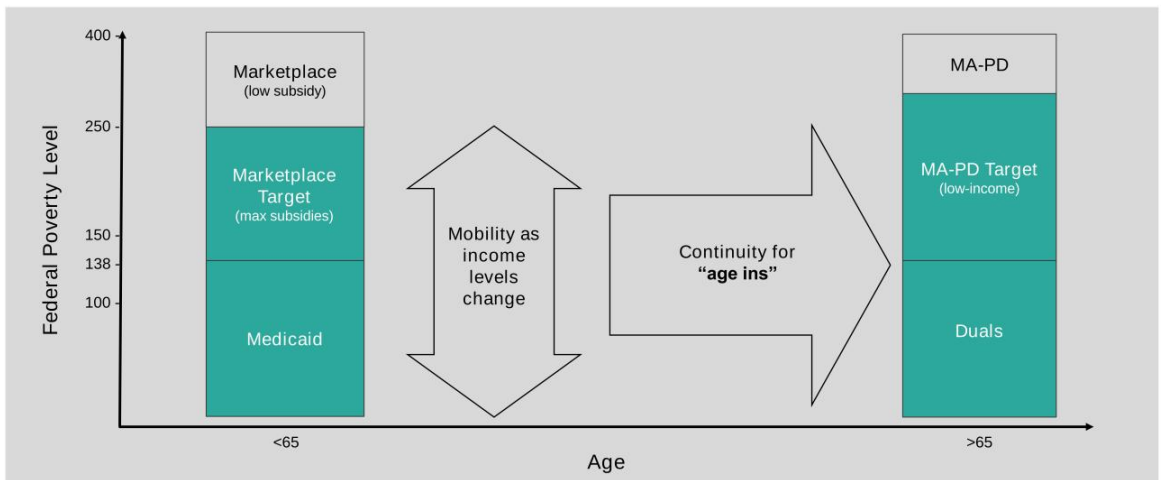 Federal Poverty Level
400
250
150
138
100
Marketplace
(low subsidy)
Marketplace
Target
(max subsidies)
Medicaid
Mobility as
income
levels
change
Continuity for
“age ins”
MA-PD
MA-PD Target
(low-income)
Duals
<65
>65
Age